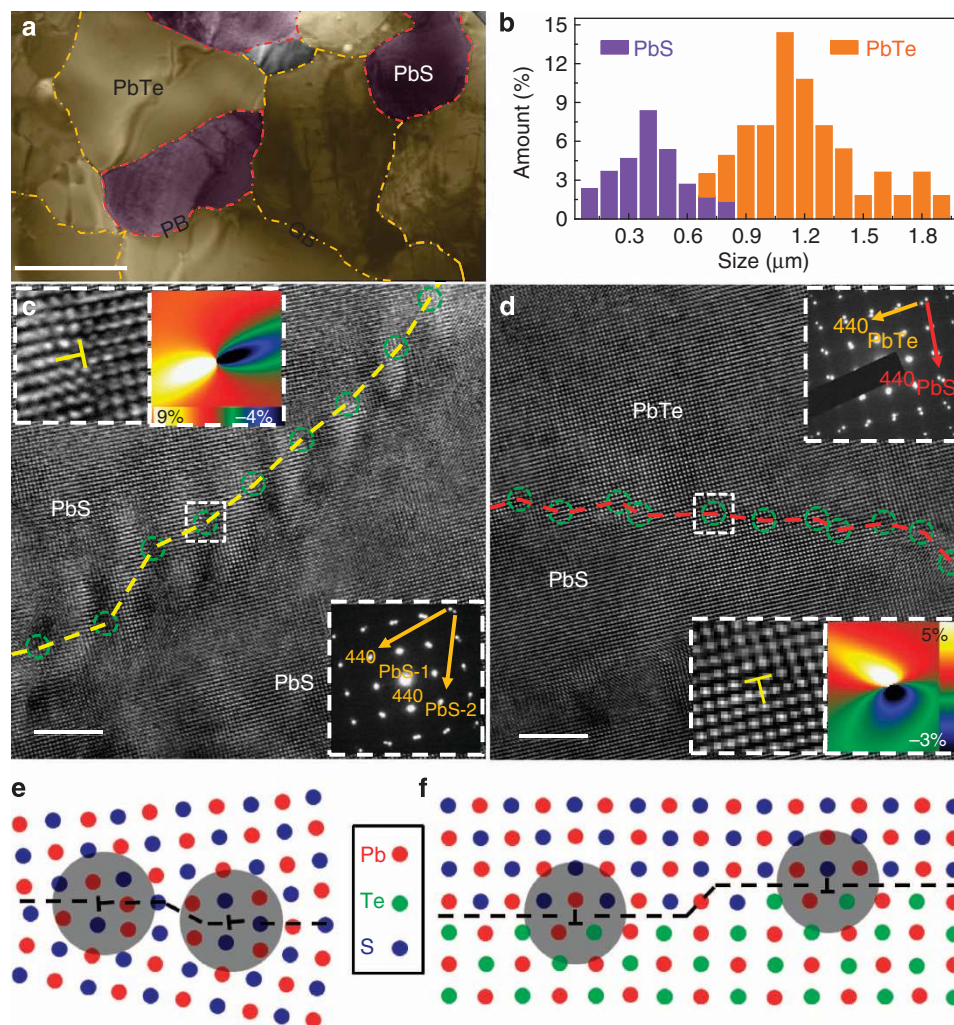 a
PbTe
PbS
PB
GB
b
PbS
PbTe
Amount (%)
15
12
9
6
3
0
0.3
0.6
0.9
1.2
1.5
1.8
Size (μm)
c
9%
−4%
PbS
PbS
440
PbS-1
440
PbS-2
d
440
PbTe
440
PbS
PbTe
PbS
5%
−3%
e
Pb
Te
S
f